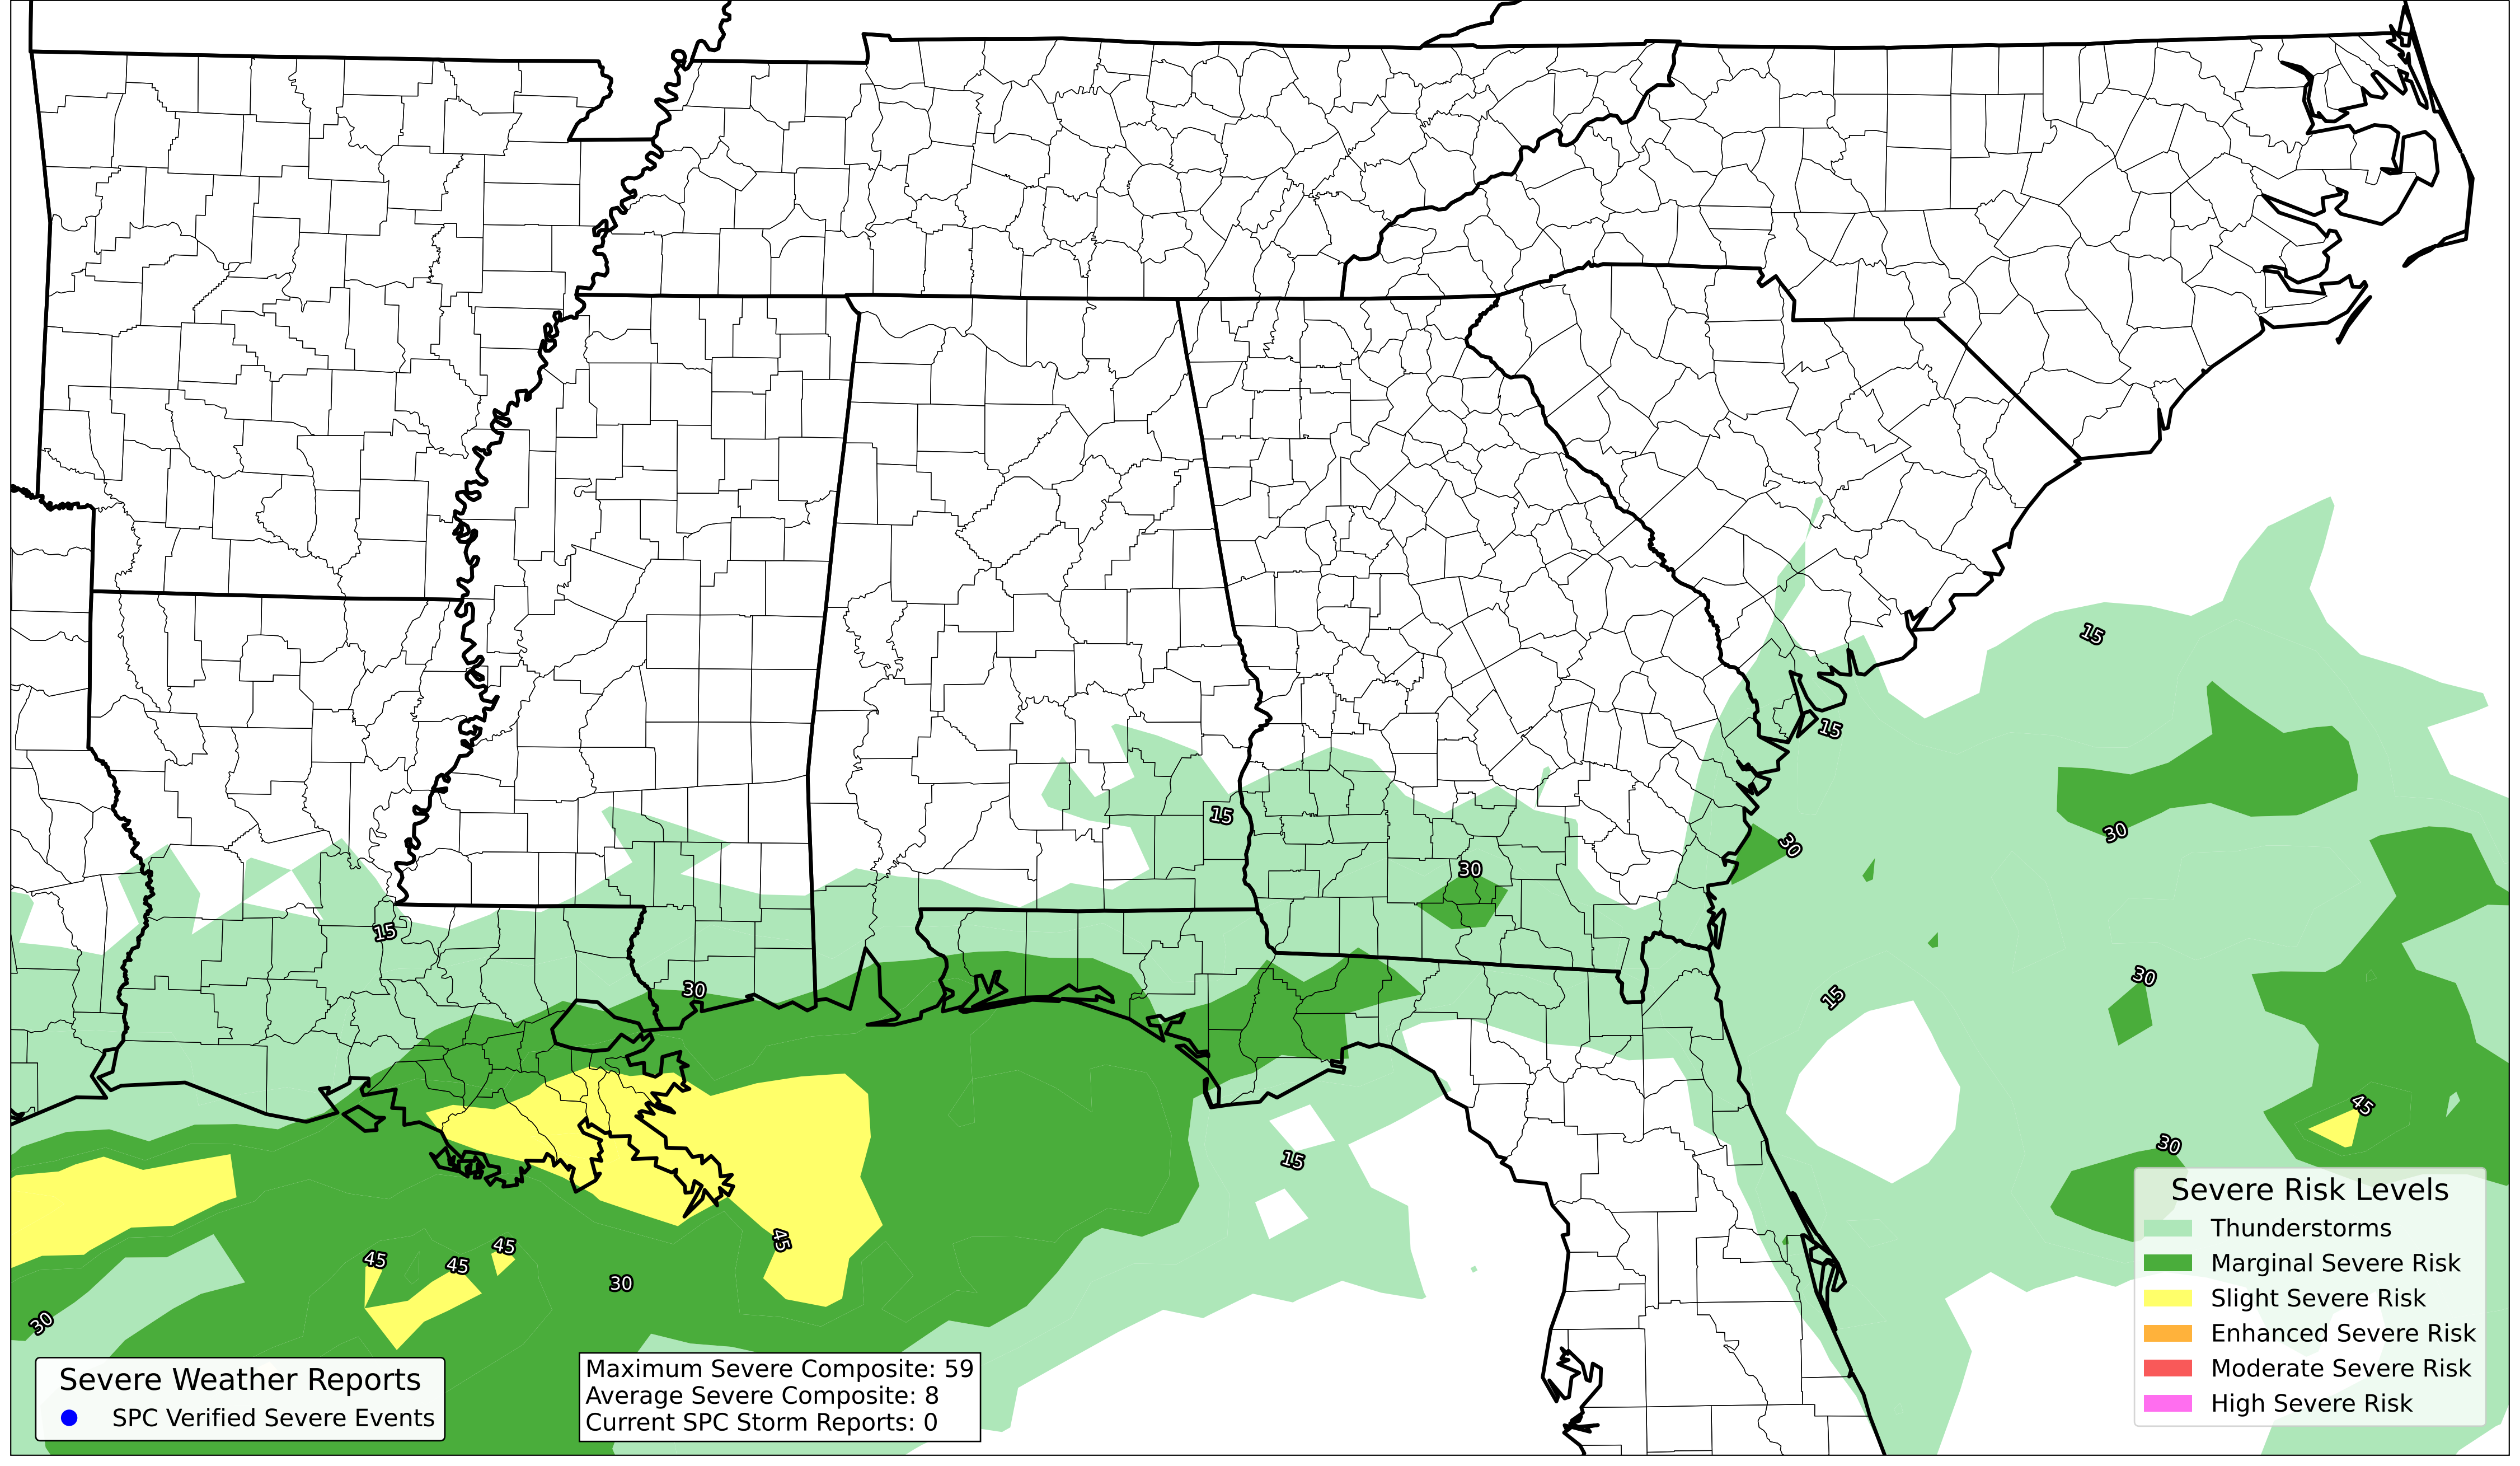 15
15
15
30
30
30
15
30
30
15
45
30
15
45
45
45
45
30
30
Severe Risk Levels
Thunderstorms
Marginal Severe Risk
Slight Severe Risk
Enhanced Severe Risk
Moderate Severe Risk
High Severe Risk
Severe Weather Reports
SPC Verified Severe Events
Maximum Severe Composite: 59
Average Severe Composite: 8
Current SPC Storm Reports: 0